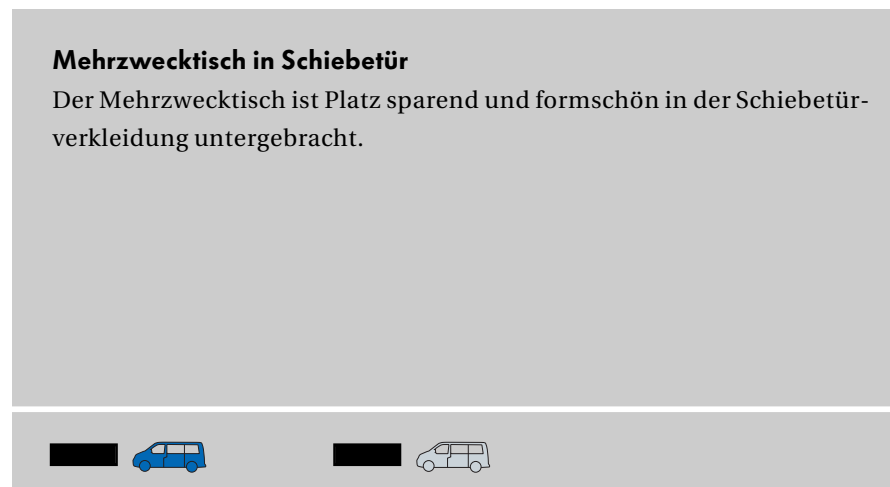 Mehrzwecktisch in Schiebetür
Der Mehrzwecktisch ist Platz sparend und formschön in der Schiebetür-
verkleidung untergebracht.